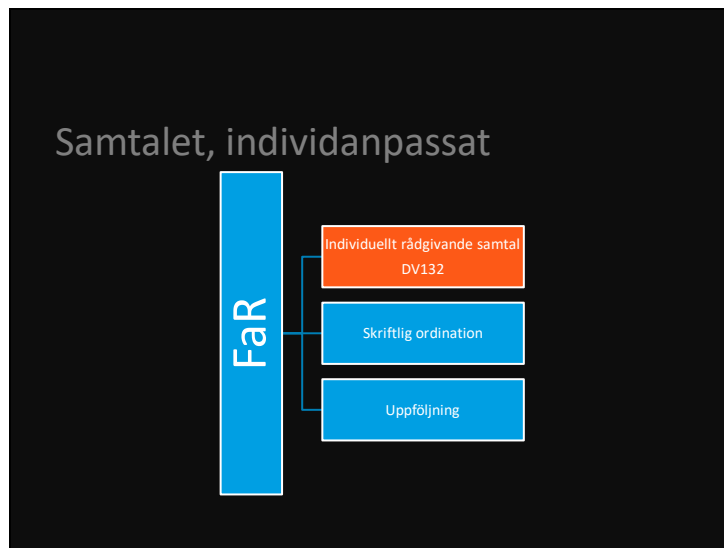 Samtalet, individanpassat
FaR
Individuellt rådgivande samtal
DV132
Skriftlig ordination
Uppföljning